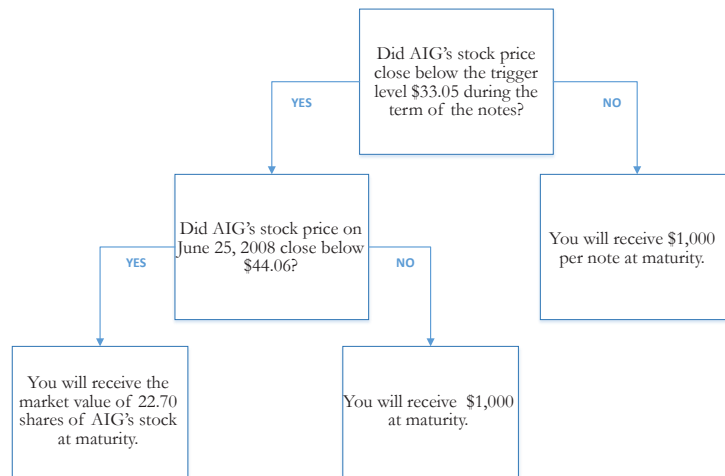 Did AIG's stock price
close below the trigger
level $33.05 during the
term of the notes?
YES
NO
Did AIG's stock price on
June 25, 2008 close below
$44.06?
You will receive $1,000
per note at maturity.
YES
NO
You will receive the
market value of 22.70
shares of AIG's stock
at maturity.
You will receive $1,000
at maturity.